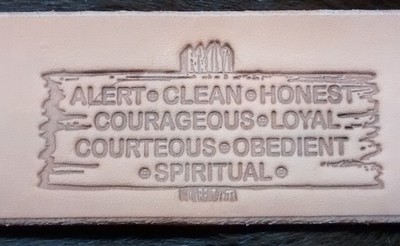 ALERT • CLEAN • HONEST
COURAGEOUS • LOYAL
COURTEOUS • OBEDIENT
• SPIRITUAL •